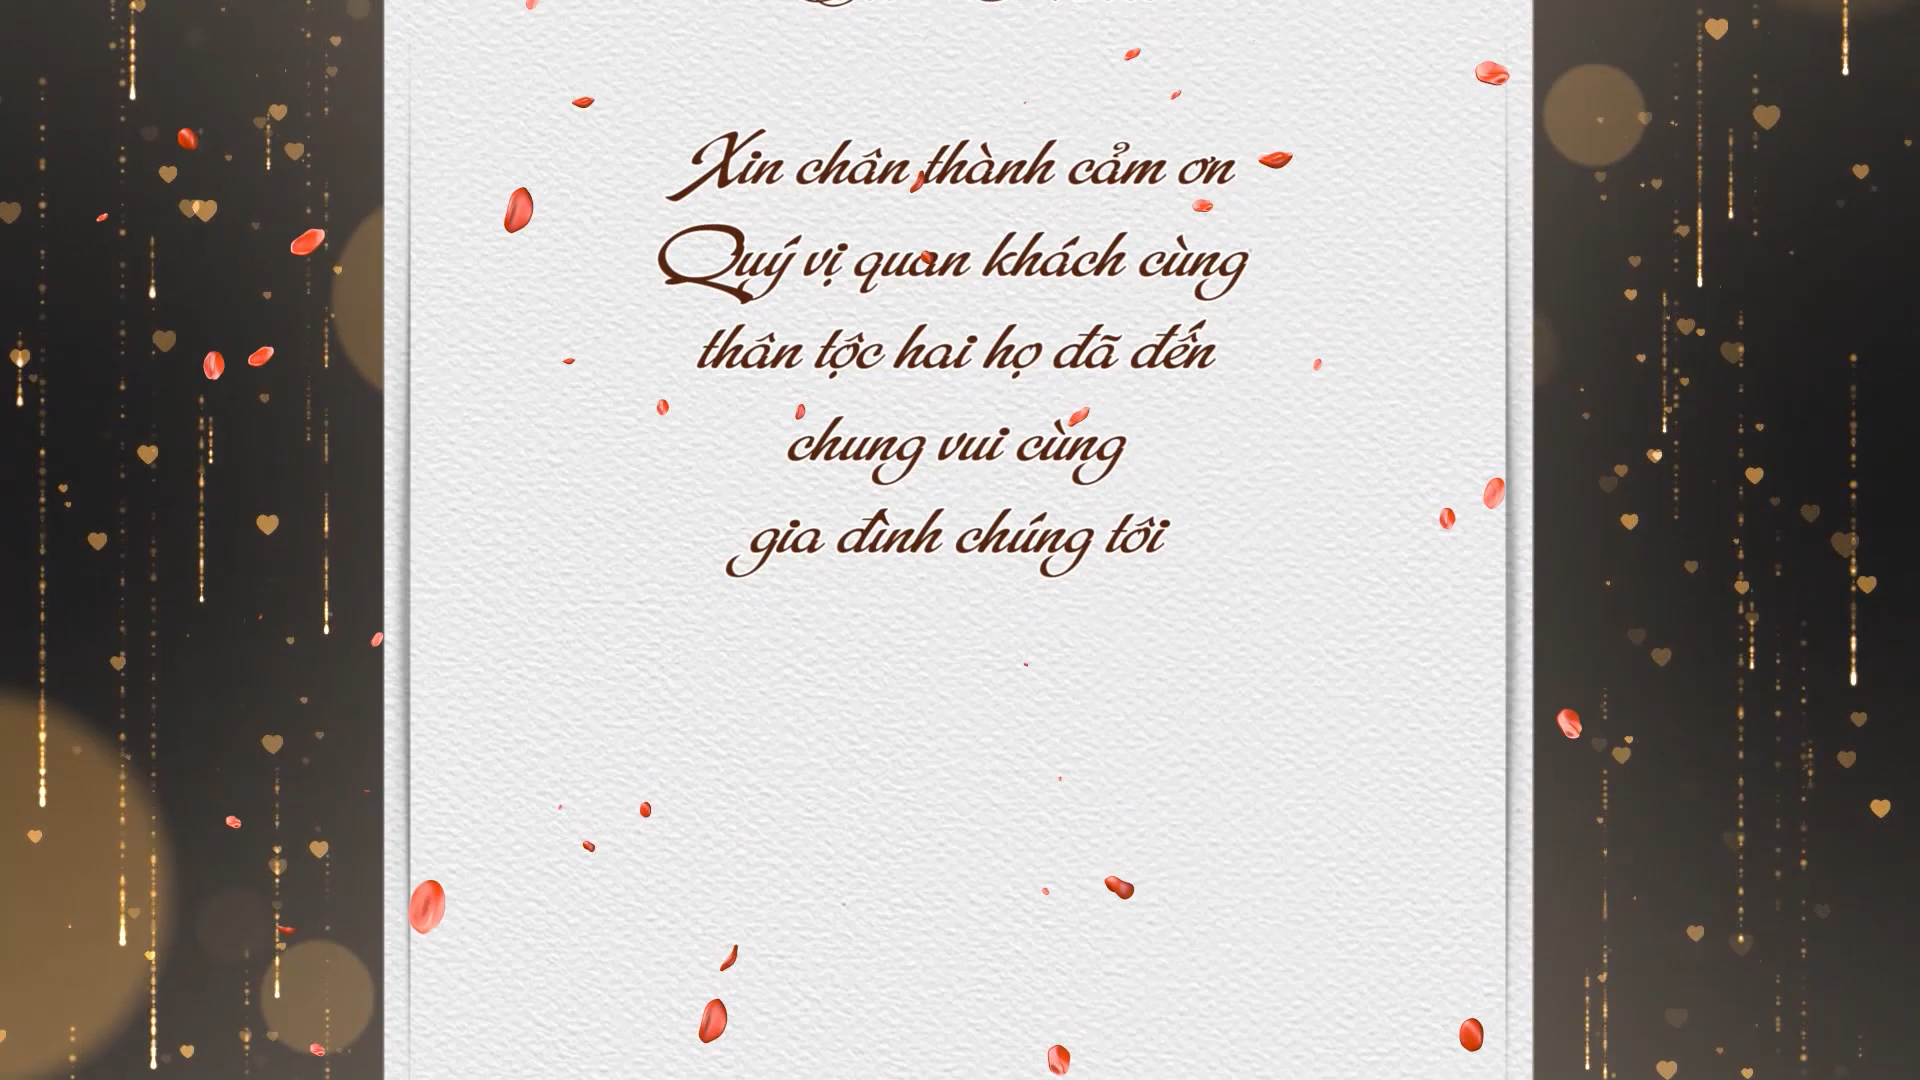 Xin chân thành cảm ơn
Quý vị quan khách cùng
thân tộc hai họ đã đến
chung vui cùng
gia đình chúng tôi